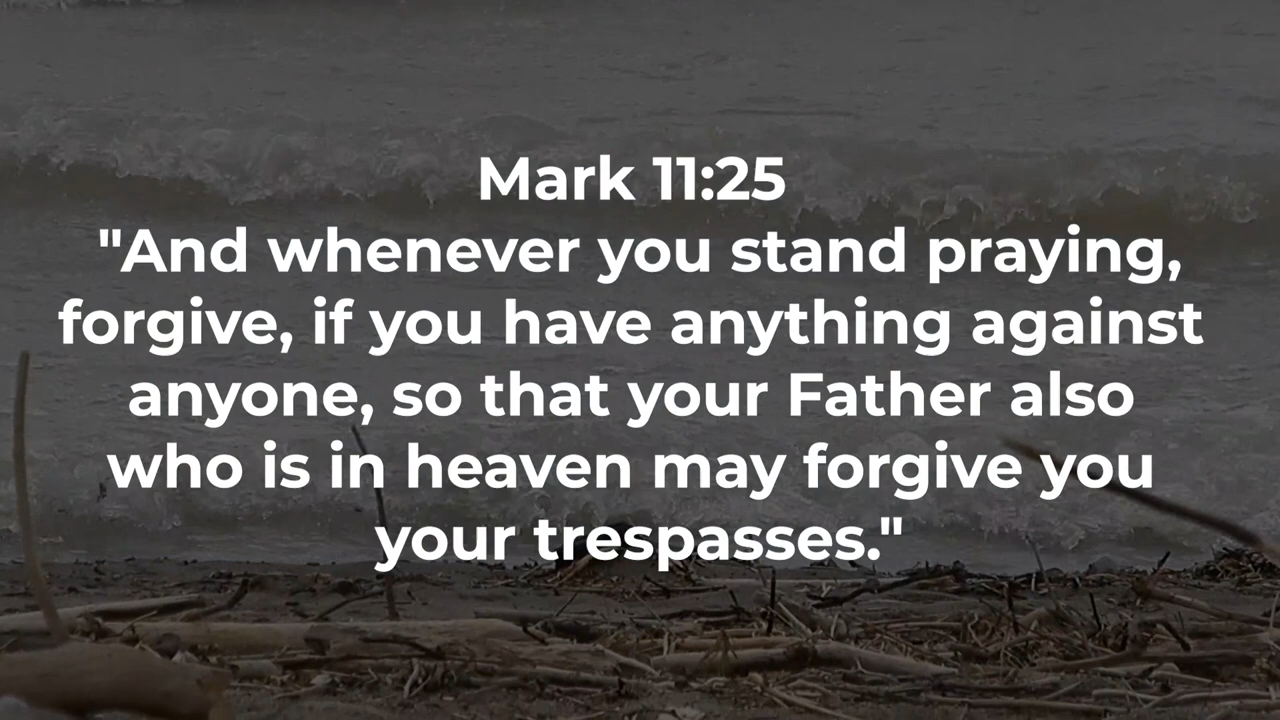 Mark 11:25
"And whenever you stand praying,
forgive, if you have anything against
anyone, so that your Father also
who is in heaven may forgive you
your trespasses."